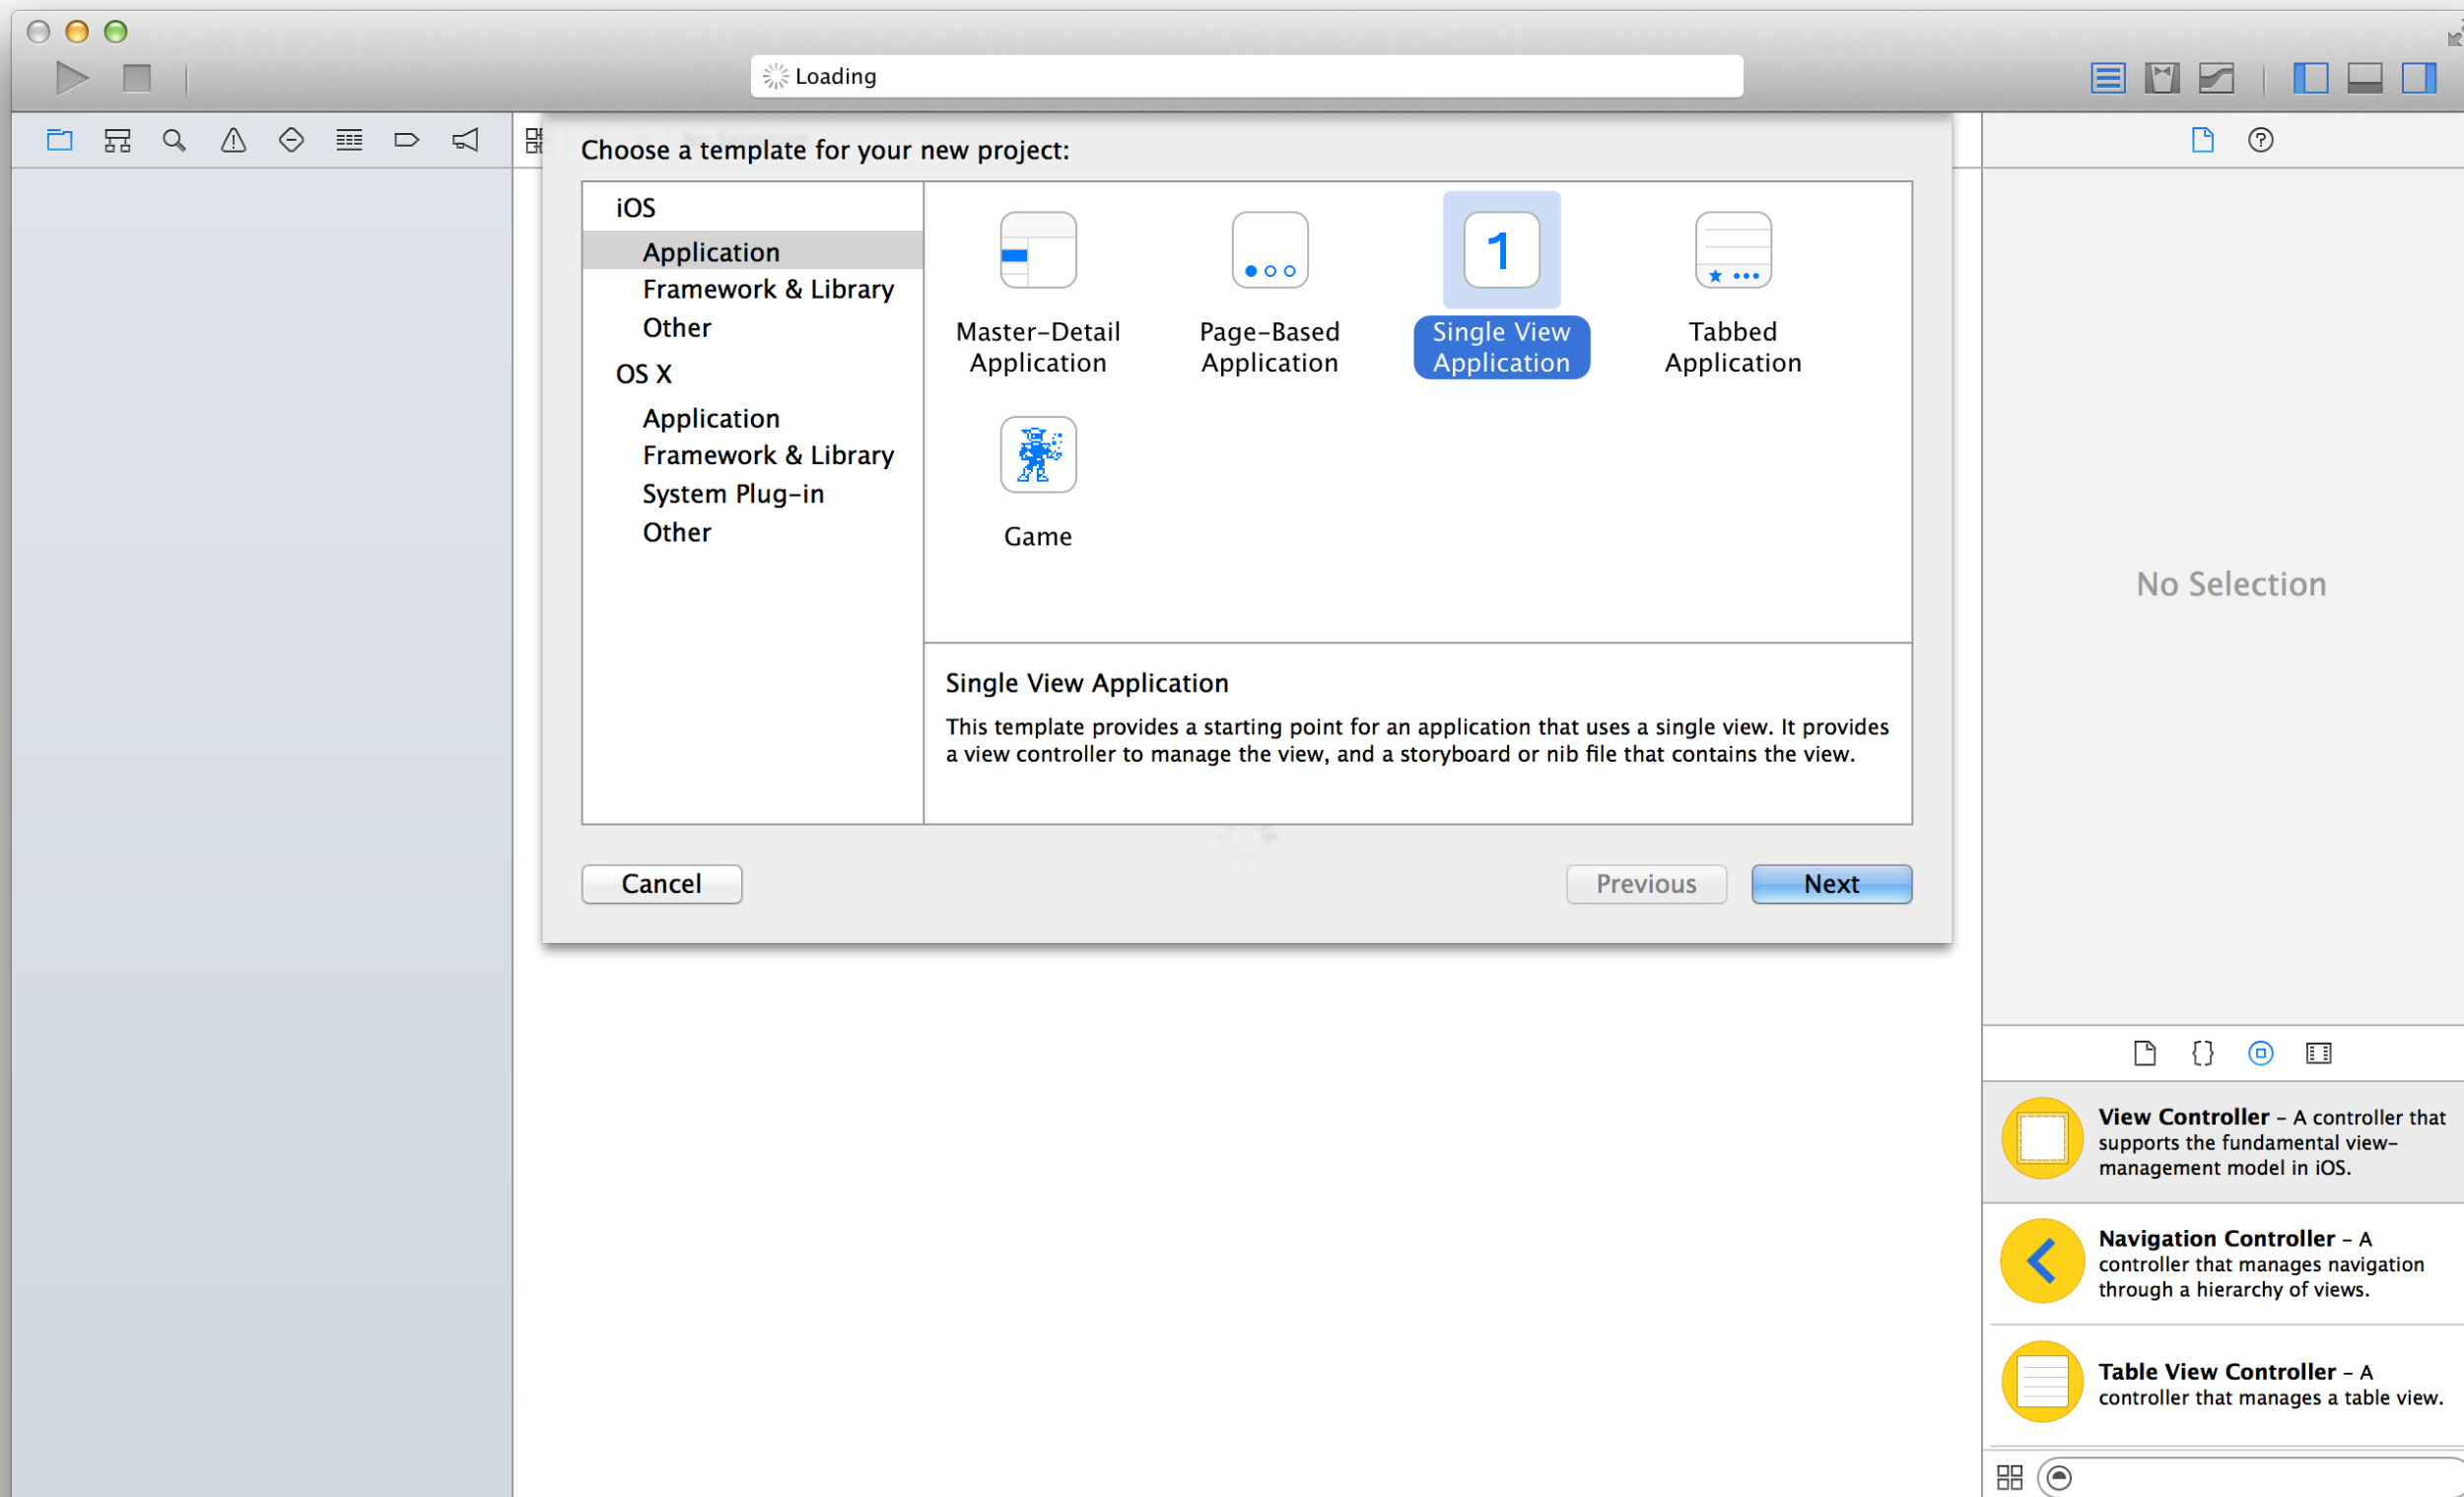 Loading
Choose a template for your new project:
iOS
Application
Framework & Library
Other
OS X
Application
Framework & Library
System Plug-in
Other
Master-Detail
Application
Page-Based
Application
1
Single View
Application
Tabbed
Application
Game
Single View Application
This template provides a starting point for an application that uses a single view. It provides
a view controller to manage the view, and a storyboard or nib file that contains the view.
Cancel
Previous
Next
No Selection
View Controller - A controller that
supports the fundamental view-
management model in iOS.
Navigation Controller - A
controller that manages navigation
through a hierarchy of views.
Table View Controller - A
controller that manages a table view.